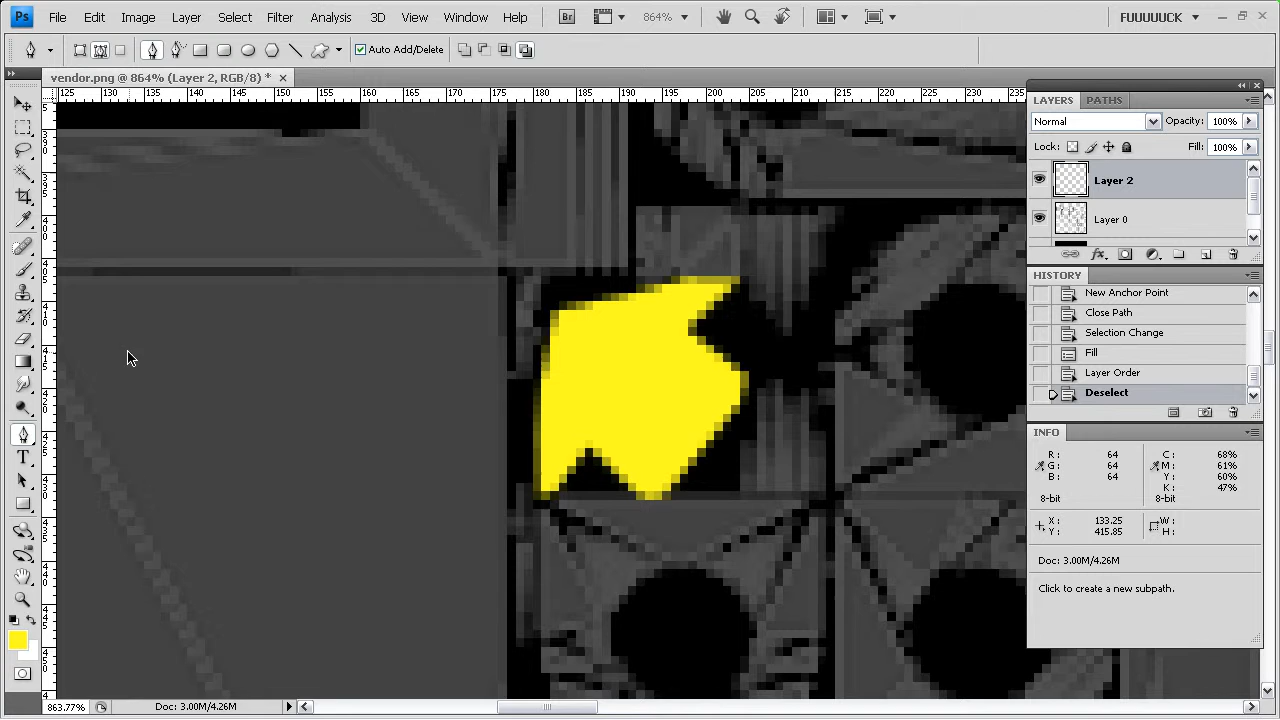 Ps File Edit Image Layer Select Filter Analysis 3D View Window Help Br 864% FUUUUUCK
Auto Add/Delete
vendor.png @ 864% (Layer 2, RGB/8) *
125 130 135 140 145 150 155 160 165 170 175 180 185 190 195 200 205 210 215 220 225 230 235
LAYERS PATHS
Normal Opacity: 100%
Lock: Fill: 100%
Layer 2
Layer 0
fx.
HISTORY
New Anchor Point
Close Path
Selection Change
Fill
Layer Order
Deselect
INFO
R: 64 C: 68%
G: 64 M: 61%
B: 64 Y: 60%
K: 47%
8-bit 8-bit
X: 133.25 W:
Y: 415.85 H:
Doc: 3.00M/4.26M
Click to create a new subpath.
T
863.77% Doc: 3.00M/4.26M